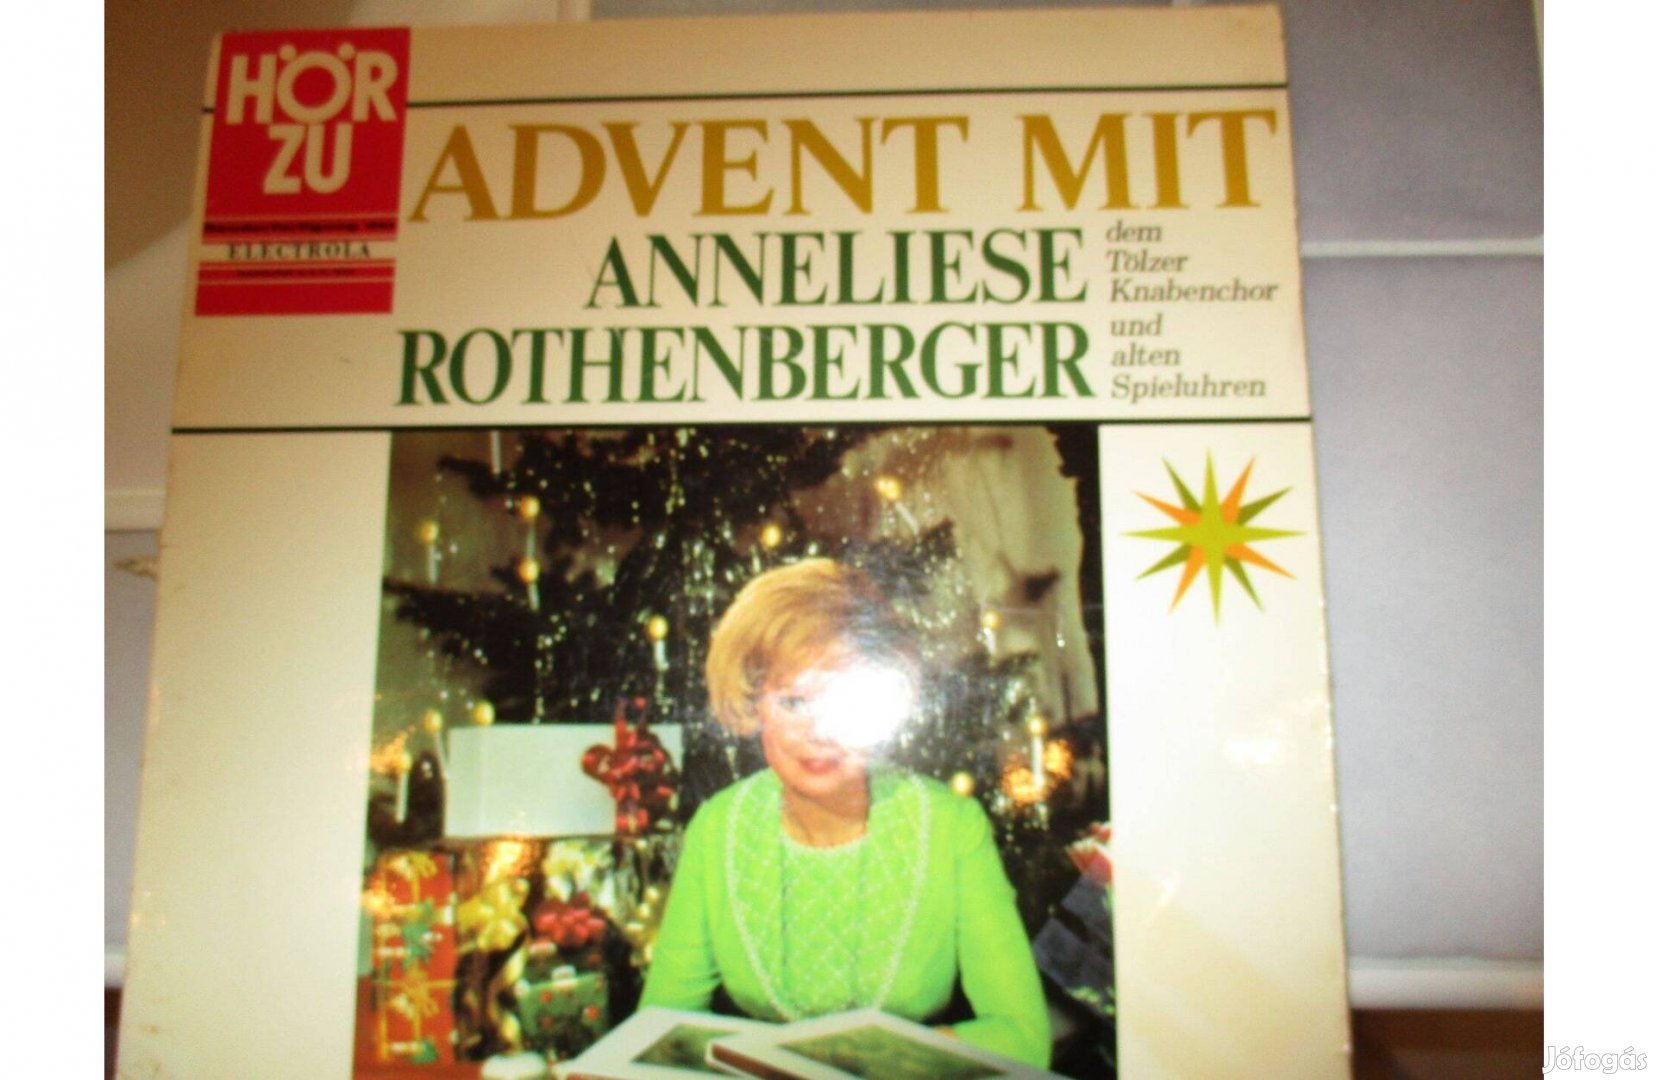 HÖR
ZU
ELECTROLA
ADVENT MIT
ANNELIESE
ROTHENBERGER
dem
Tölzer
Knabenchor
und
alten
Spieluhren
Jófogás